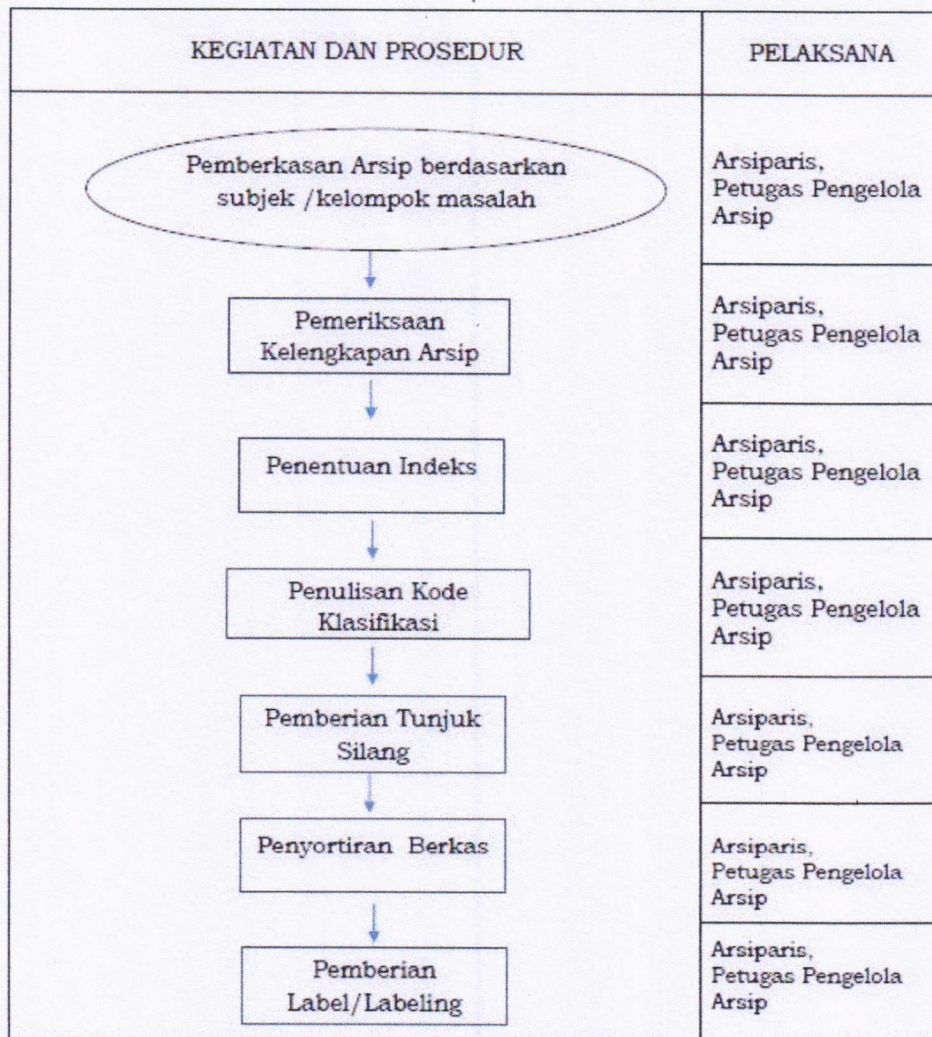 KEGIATAN DAN PROSEDUR
PELAKSANA
Pemberkasan Arsip berdasarkan
subjek /kelompok masalah
Arsiparis,
Petugas Pengelola
Arsip
Pemeriksaan
Kelengkapan Arsip
Arsiparis,
Petugas Pengelola
Arsip
Penentuan Indeks
Arsiparis,
Petugas Pengelola
Arsip
Penulisan Kode
Klasifikasi
Arsiparis,
Petugas Pengelola
Arsip
Pemberian Tunjuk
Silang
Arsiparis,
Petugas Pengelola
Arsip
Penyortiran Berkas
Arsiparis,
Petugas Pengelola
Arsip
Pemberian
Label/Labeling
Arsiparis,
Petugas Pengelola
Arsip